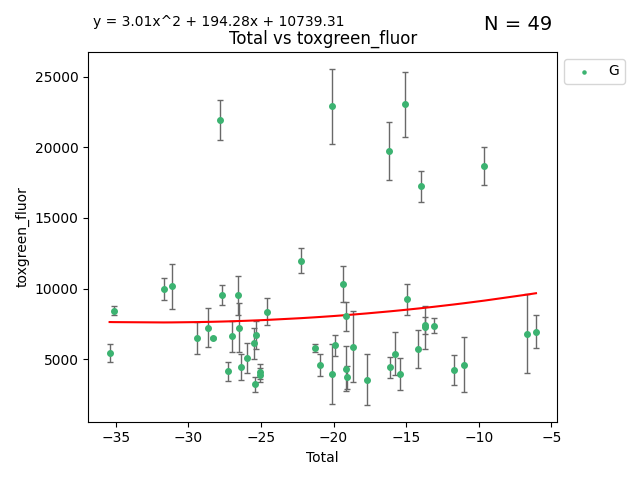 y = 3.01x^2 + 194.28x + 10739.31
N = 49
Total vs toxgreen_fluor
G
toxgreen_fluor
25000
20000
15000
10000
5000
−35 −30 −25 −20 −15 −10 −5
Total